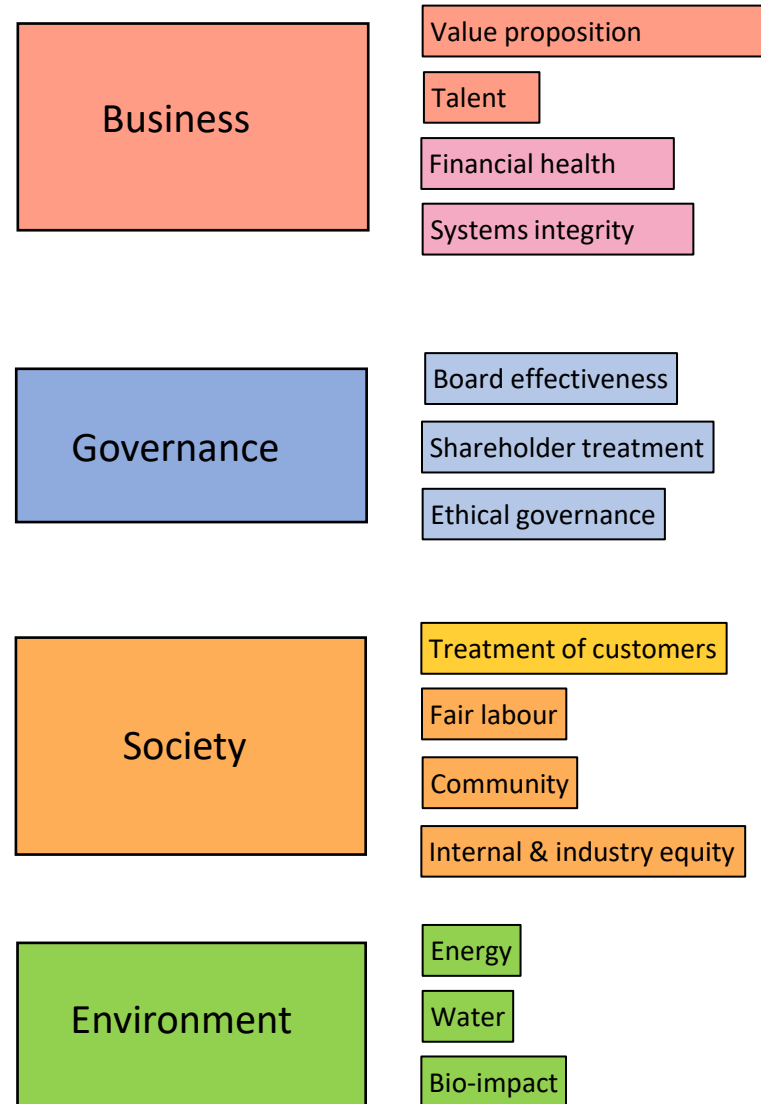 Business
Value proposition
Talent
Financial health
Systems integrity
Governance
Board effectiveness
Shareholder treatment
Ethical governance
Society
Treatment of customers
Fair labour
Community
Internal & industry equity
Environment
Energy
Water
Bio-impact